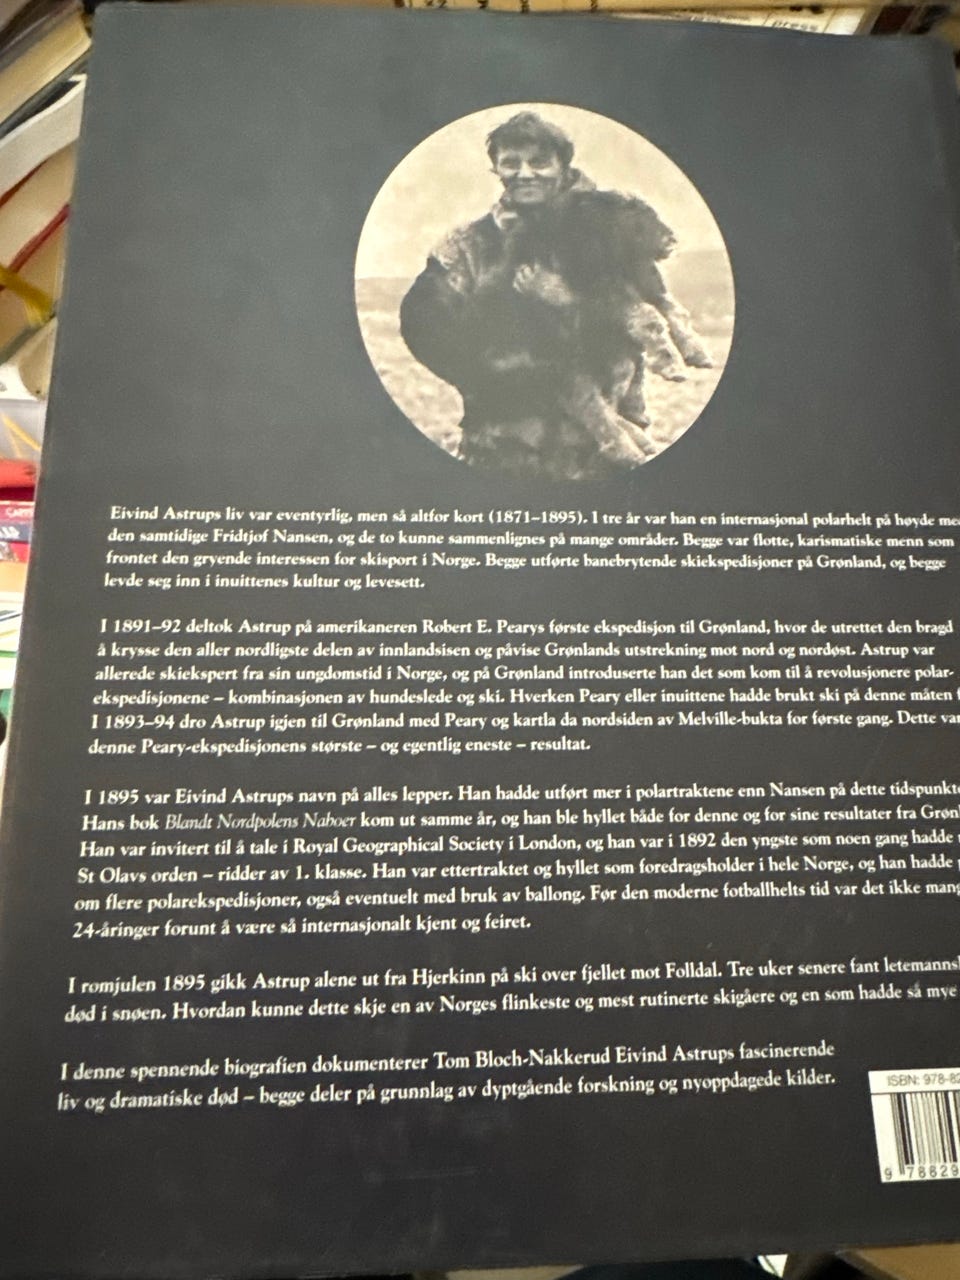 press
Eivind Astrups liv var eventyrlig, men så altfor kort (1871–1895). I tre år var han en internasjonal polarhelt på høyde me
den samtidige Fridtjof Nansen, og de to kunne sammenlignes på mange områder. Begge var flotte, karismatiske menn som
frontet den gryende interessen for skisport i Norge. Begge utførte banebrytende skiekspedisjoner på Grønland, og begge
levde seg inn i inuittenes kultur og levesett.
I 1891–92 deltok Astrup på amerikaneren Robert E. Pearys første ekspedisjon til Grønland, hvor de utrettet den bragd
å krysse den aller nordligste delen av innlandsisen og påvise Grønlands utstrekning mot nord og nordøst. Astrup var
allerede skiekspert fra sin ungdomstid i Norge, og på Grønland introduserte han det som kom til å revolusjonere polar-
ekspedisjonene – kombinasjonen av hundeslede og ski. Hverken Peary eller inuittene hadde brukt ski på denne måten
I 1893–94 dro Astrup igjen til Grønland med Peary og kartla da nordsiden av Melville-bukta for første gang. Dette var
denne Peary-ekspedisjonens største – og egentlig eneste – resultat.
I 1895 var Eivind Astrups navn på alles lepper. Han hadde utført mer i polartraktene enn Nansen på dette tidspunkte
Hans bok Blandt Nordpolens Naboer kom ut samme år, og han ble hyllet både for denne og for sine resultater fra Grønl
Han var invitert til å tale i Royal Geographical Society i London, og han var i 1892 den yngste som noen gang hadde
St Olavs orden – ridder av 1. klasse. Han var ettertraktet og hyllet som foredragsholder i hele Norge, og han hadde
om flere polarekspedisjoner, også eventuelt med bruk av ballong. Før den moderne fotballhelts tid var det ikke mang
24-åringer forunt å være så internasjonalt kjent og feiret.
I romjulen 1895 gikk Astrup alene ut fra Hjerkinn på ski over fjellet mot Folldal. Tre uker senere fant letemannsk
død i snøen. Hvordan kunne dette skje en av Norges flinkeste og mest rutinerte skigåere og en som hadde så mye
I denne spennende biografien dokumenterer Tom Bloch-Nakkerud Eivind Astrups fascinerende
liv og dramatiske død – begge deler på grunnlag av dyptgående forskning og nyoppdagede kilder.
ISBN: 978-82
9 78829